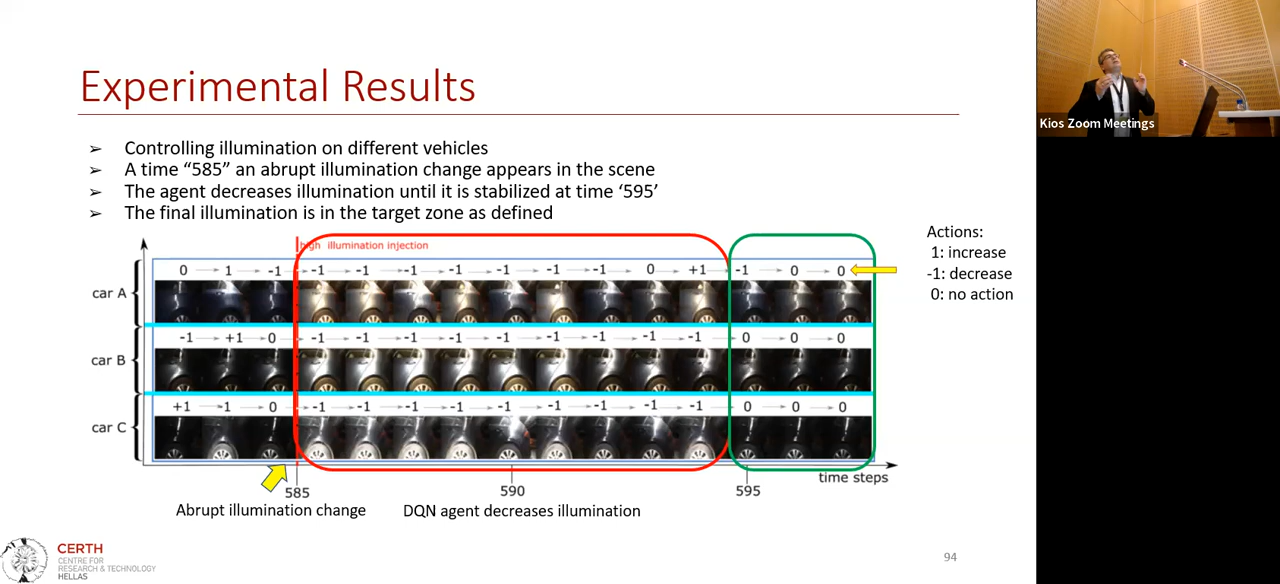 Experimental Results
➢ Controlling illumination on different vehicles
➢ A time “585” an abrupt illumination change appears in the scene
➢ The agent decreases illumination until it is stabilized at time ‘595’
➢ The final illumination is in the target zone as defined
high illumination injection
Actions:
1: increase
-1: decrease
0: no action
car A
0 1 -1 -1 -1 -1 -1 -1 -1 -1 0 +1 -1 0 0
car B
-1 +1 0 -1 -1 -1 -1 -1 -1 -1 -1 -1 0 0 0
car C
+1 -1 0 -1 -1 -1 -1 -1 -1 -1 -1 -1 0 0 0
585 590 595
time steps
Abrupt illumination change
DQN agent decreases illumination
CERTH
CENTRE FOR
RESEARCH & TECHNOLOGY
HELLAS
94
Kios Zoom Meetings